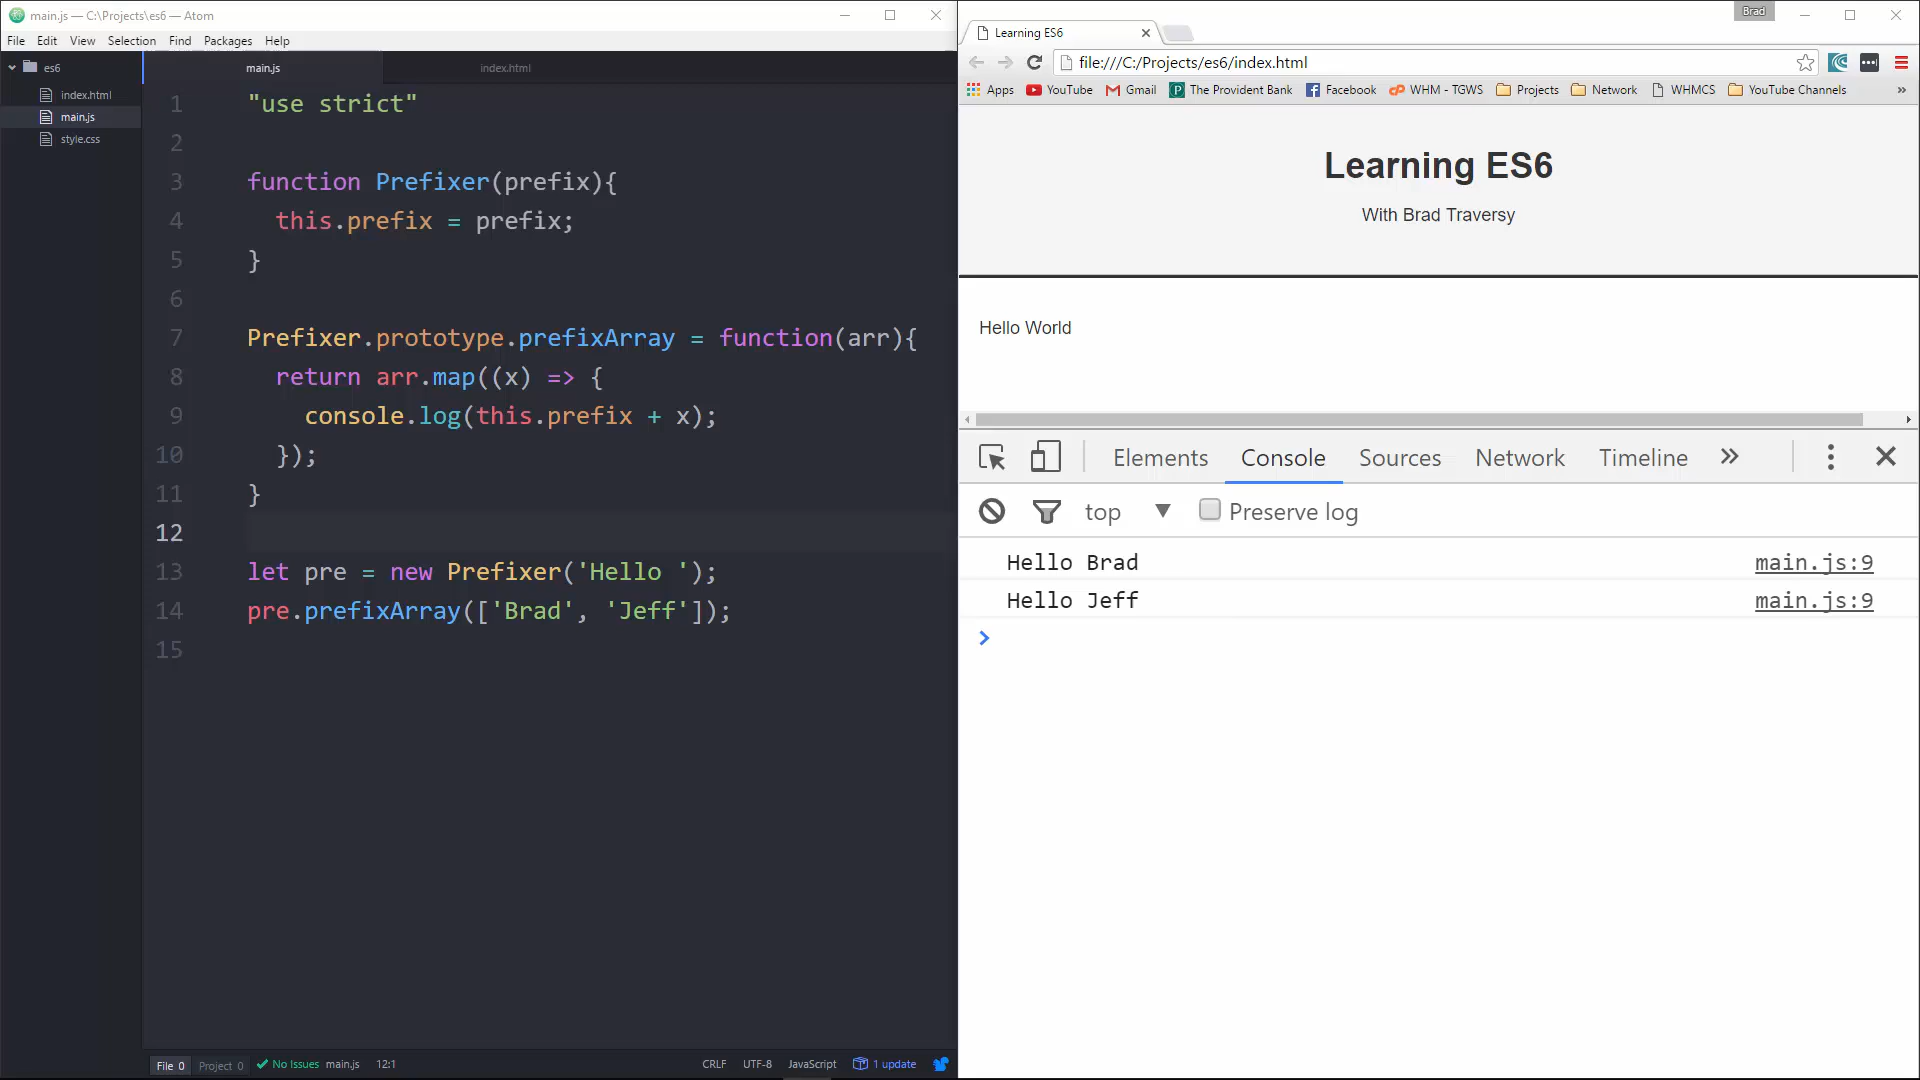 main.js — C:\Projects\es6 — Atom
File Edit View Selection Find Packages Help
es6
index.html
main.js
style.css
main.js index.html
1 "use strict"
2
3 function Prefixer(prefix){
4 this.prefix = prefix;
5 }
6
7 Prefixer.prototype.prefixArray = function(arr){
8 return arr.map((x) => {
9 console.log(this.prefix + x);
10 });
11 }
12
13 let pre = new Prefixer('Hello ');
14 pre.prefixArray(['Brad', 'Jeff']);
15
File 0 Project 0 No Issues main.js 12:1 CRLF UTF-8 JavaScript 1 update
Brad
Learning ES6
file:///C:/Projects/es6/index.html
Apps YouTube Gmail The Provident Bank Facebook WHM - TGWS Projects Network WHMCS YouTube Channels »
Learning ES6
With Brad Traversy
Hello World
Elements Console Sources Network Timeline »
top Preserve log
Hello Brad main.js:9
Hello Jeff main.js:9